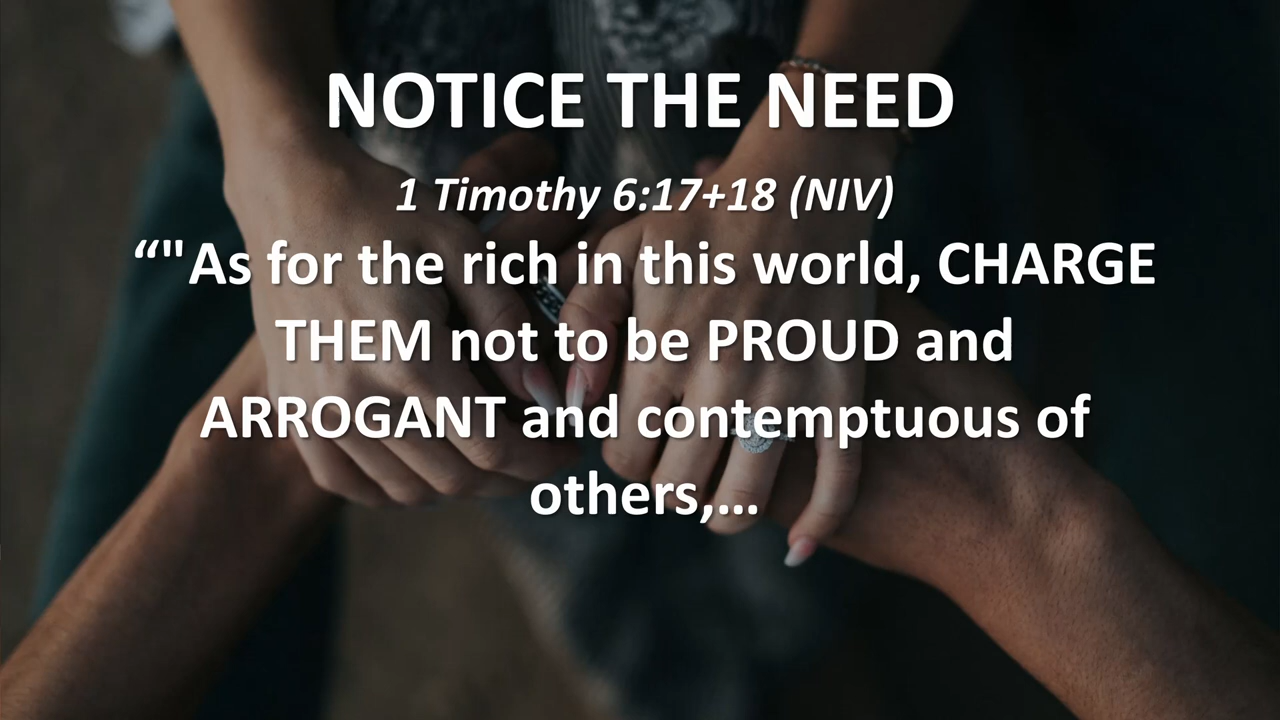 NOTICE THE NEED
1 Timothy 6:17+18 (NIV)
“"As for the rich in this world, CHARGE
THEM not to be PROUD and
ARROGANT and contemptuous of
others,...